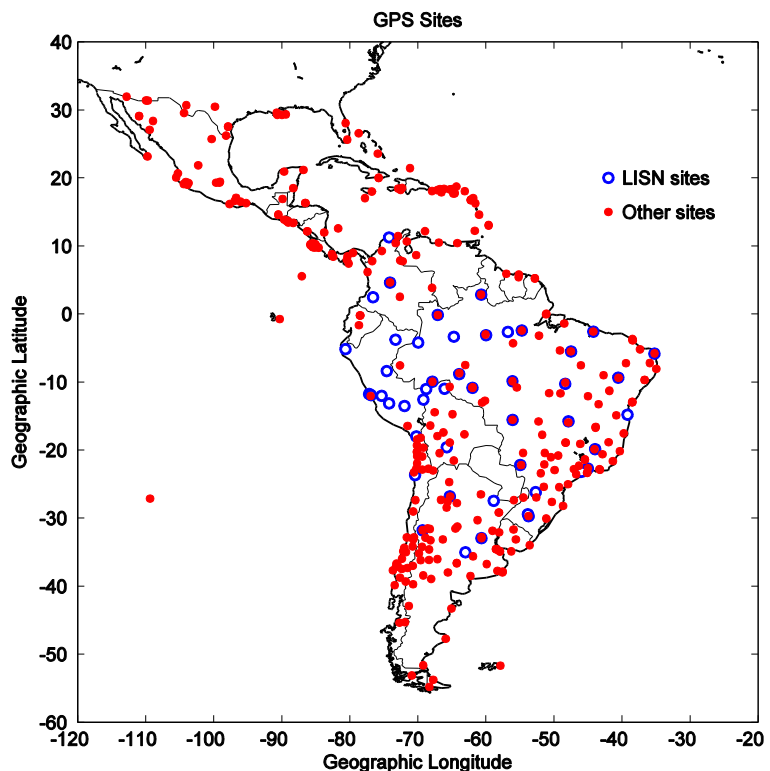 GPS Sites
40
30
20
10
0
-10
-20
-30
-40
-50
-60
Geographic Latitude
LISN sites
Other sites
-120 -110 -100 -90 -80 -70 -60 -50 -40 -30 -20
Geographic Longitude